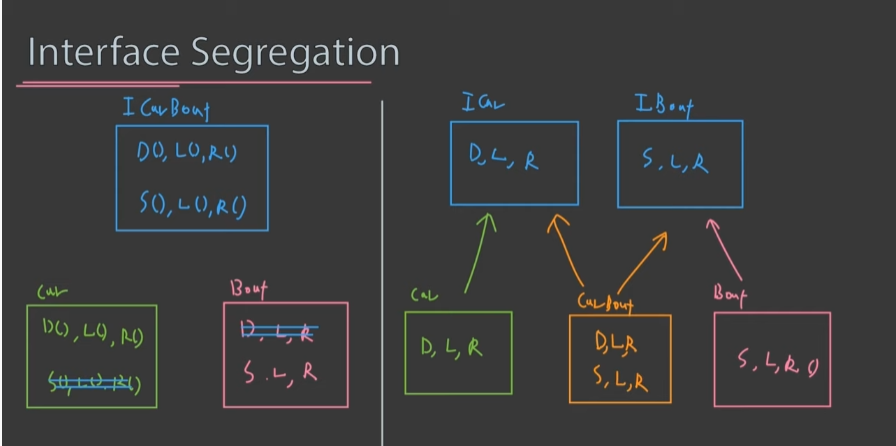 Interface Segregation
ICarBoat
D(), L(), R()
S(), L(), R()
Car
D(), L(), R()
S(), L(), R()
Boat
D, L, R
S. L, R
ICar
D, L, R
IBoat
S, L, R
Car
D, L, R
CarBoat
D, L, R
S, L, R
Boat
S, L, R ()